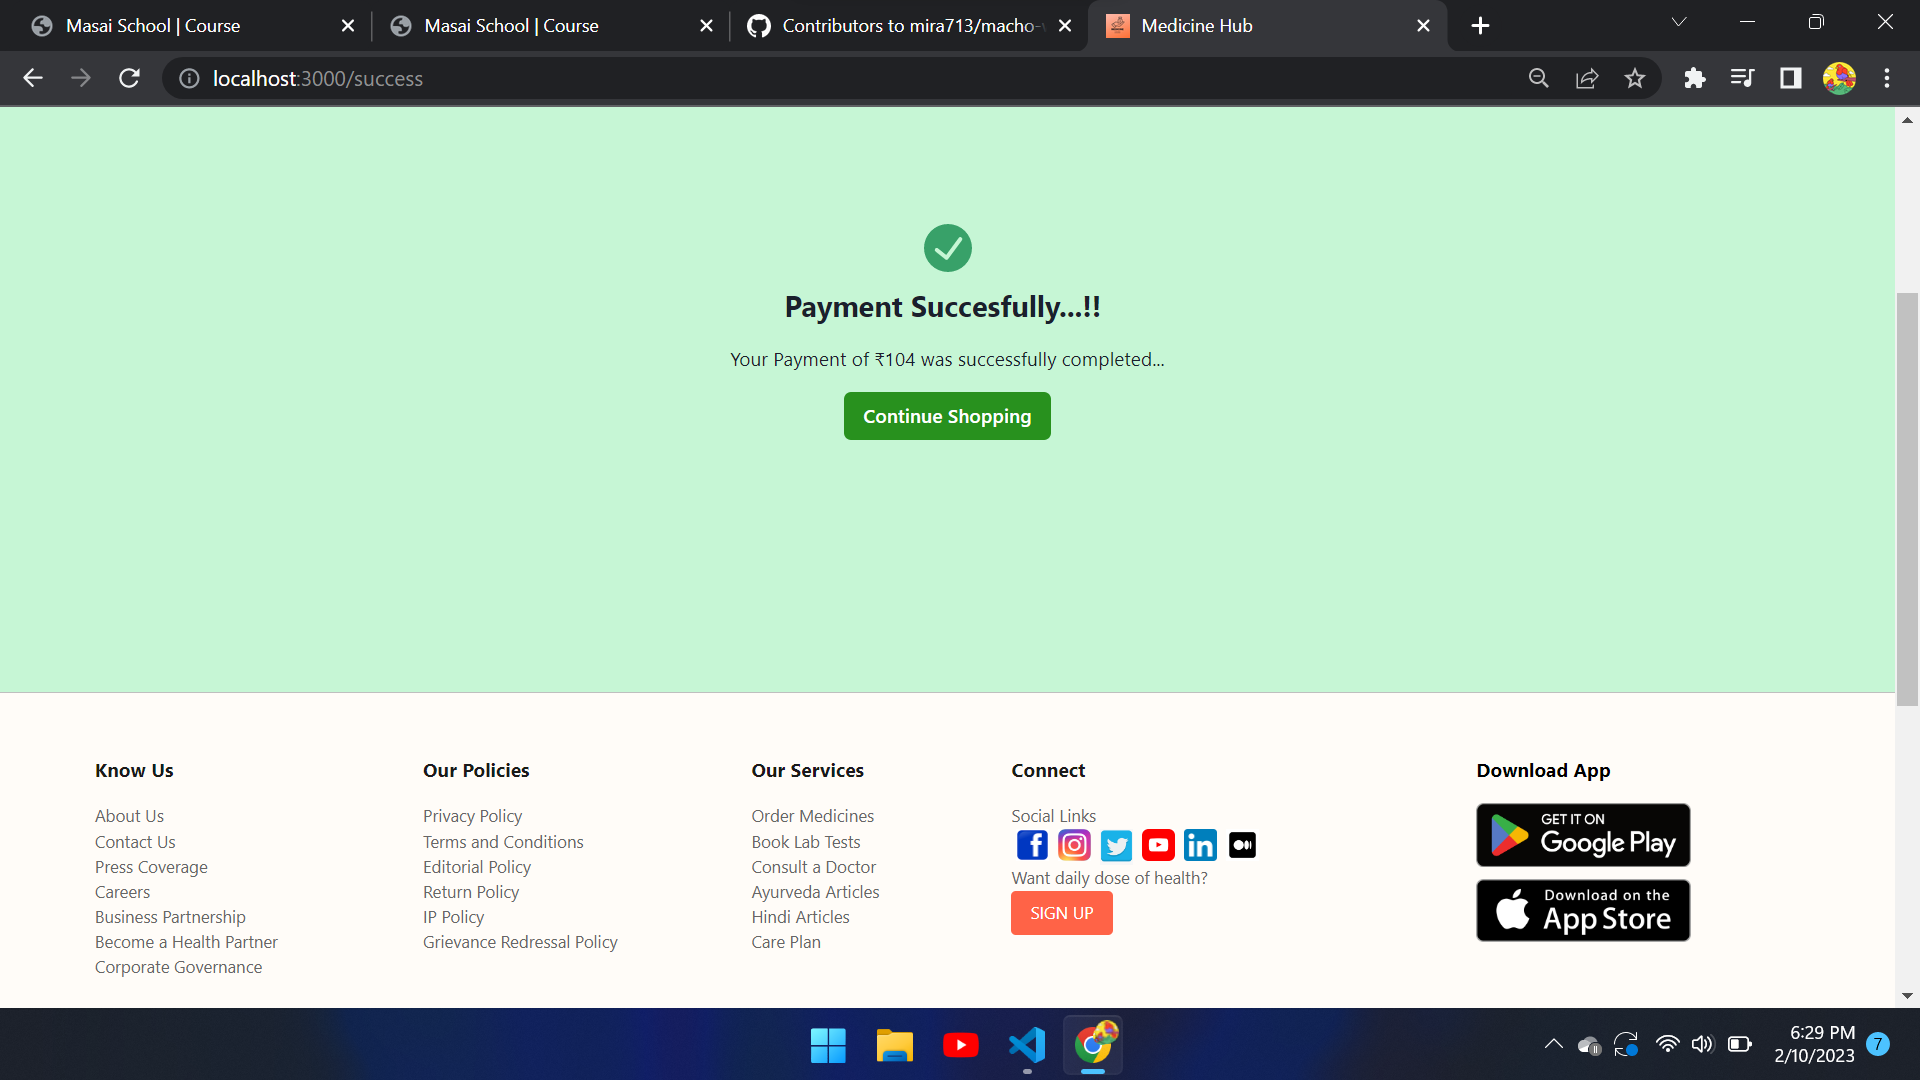 Masai School | Course
Masai School | Course
Contributors to mira713/macho-
Medicine Hub
localhost:3000/success
Payment Succesfully...!!
Your Payment of ₹104 was successfully completed...
Continue Shopping
Know Us
About Us
Contact Us
Press Coverage
Careers
Business Partnership
Become a Health Partner
Corporate Governance
Our Policies
Privacy Policy
Terms and Conditions
Editorial Policy
Return Policy
IP Policy
Grievance Redressal Policy
Our Services
Order Medicines
Book Lab Tests
Consult a Doctor
Ayurveda Articles
Hindi Articles
Care Plan
Connect
Social Links
Want daily dose of health?
SIGN UP
Download App
GET IT ON
Google Play
Download on the
App Store
6:29 PM
2/10/2023
7